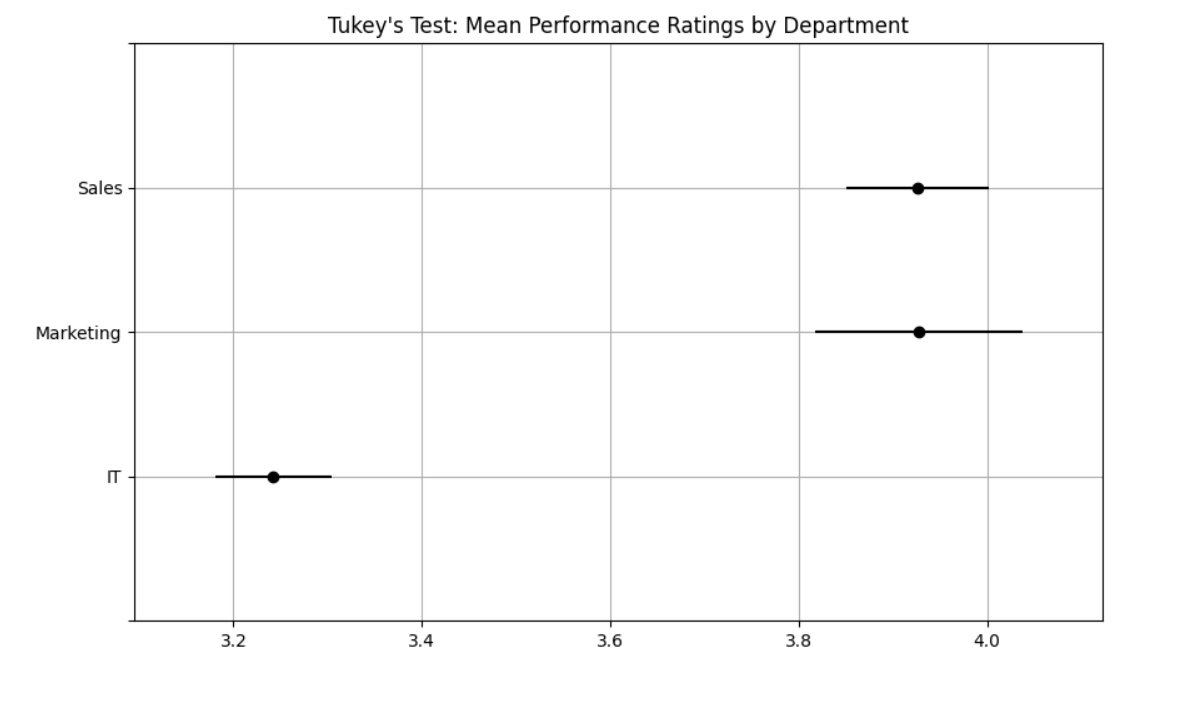 Tukey's Test: Mean Performance Ratings by Department
Sales
Marketing
IT
3.2 3.4 3.6 3.8 4.0